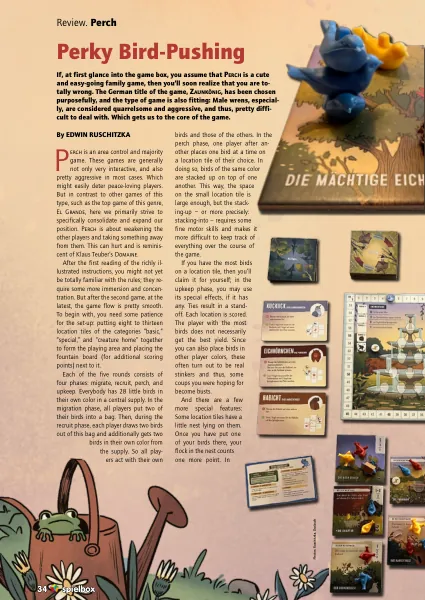 Review. Perch
Perky Bird-Pushing
If, at first glance into the game box, you assume that PERCH is a cute
and easy-going family game, then you'll soon realize that you are to-
tally wrong. The German title of the game, ZAUNKÖNIG, has been chosen
purposefully, and the type of game is also fitting: Male wrens, especial-
ly, are considered quarrelsome and aggressive, and thus, pretty diffi-
cult to deal with. Which gets us to the core of the game.
By EDWIN RUSCHITZKA
PERCH is an area control and majority
game. These games are generally
not only very interactive, and also
pretty aggressive in most cases. Which
might easily deter peace-loving players.
But in contrast to other games of this
type, such as the top game of this genre,
EL GRANDE, here we primarily strive to
specifically consolidate and expand our
position. PERCH is about weakening the
other players and taking something away
from them. This can hurt and is reminis-
cent of Klaus Teuber's DOMAINE.
After the first reading of the richly il-
lustrated instructions, you might not yet
be totally familiar with the rules; they re-
quire some more immersion and concen-
tration. But after the second game, at the
latest, the game flow is pretty smooth.
To begin with, you need some patience
for the set-up: putting eight to thirteen
location tiles of the categories "basic,"
"special," and "creature home" together
to form the playing area and placing the
fountain board (for additional scoring
points) next to it.
Each of the five rounds consists of
four phases: migrate, recruit, perch, and
upkeep. Everybody has 28 little birds in
their own color in a central supply. In the
migration phase, all players put two of
their birds into a bag. Then, during the
recruit phase, each player draws two birds
out of this bag and additionally gets two
birds in their own color from
the supply. So all play-
ers act with their own
birds and those of the others. In the
perch phase, one player after an-
other places one bird at a time on
a location tile of their choice. In
doing so, birds of the same color
are stacked up on top of one
another. This way, the space
on the small location tile is
large enough, but the stack-
ing-up – or more precisely:
stacking-into – requires some
fine motor skills and makes it
more difficult to keep track of
everything over the course of
the game.
If you have the most birds
on a location tile, then you'll
claim it for yourself; in the
upkeep phase, you may use
its special effects, if it has
any. Ties result in a stand-
off. Each location is scored.
The player with the most
birds does not necessarily
get the best yield. Since
you can also place birds in
other player colors, these
often turn out to be real
stinkers and thus, some
coups you were hoping for
become busts.
And there are a few
more special features:
Some location tiles have a
little nest lying on them.
Once you have put one
of your birds there, your
flock in the nest counts
one more point. In
DIE MÄCHTIGE EICH
KUCKUCK
EICHHÖRNCHEN
HABICHT
34 spielbox